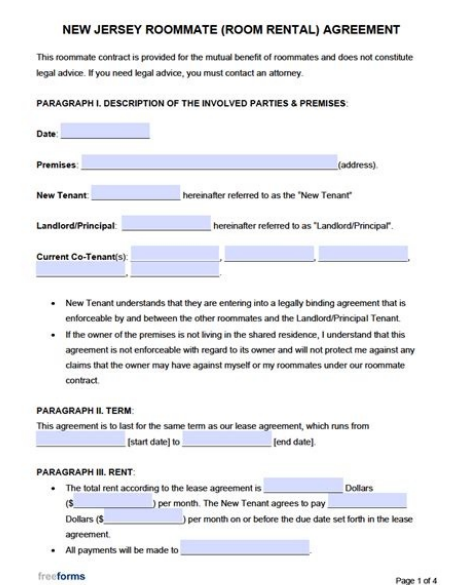 NEW JERSEY ROOMMATE (ROOM RENTAL) AGREEMENT
This roommate contract is provided for the mutual benefit of roommates and does not constitute
legal advice. If you need legal advice, you must contact an attorney.
PARAGRAPH I. DESCRIPTION OF THE INVOLVED PARTIES & PREMISES:
Date:
Premises: (address).
New Tenant: hereinafter referred to as the "New Tenant"
Landlord/Principal: hereinafter referred to as "Landlord/Principal".
Current Co-Tenant(s): , , ,
, .
• New Tenant understands that they are entering into a legally binding agreement that is
enforceable by and between the other roommates and the Landlord/Principal Tenant.
• If the owner of the premises is not living in the shared residence, I understand that this
agreement is not enforceable with regard to its owner and will not protect me against any
claims that the owner may have against myself or my roommates under our roommate
contract.
PARAGRAPH II. TERM:
This agreement is to last for the same term as our lease agreement, which runs from
[start date] to [end date].
PARAGRAPH III. RENT:
• The total rent according to the lease agreement is Dollars
($ ) per month. The New Tenant agrees to pay
Dollars ($ ) per month on or before the due date set forth in the lease
agreement.
• All payments will be made to .
freeforms
Page 1 of 4